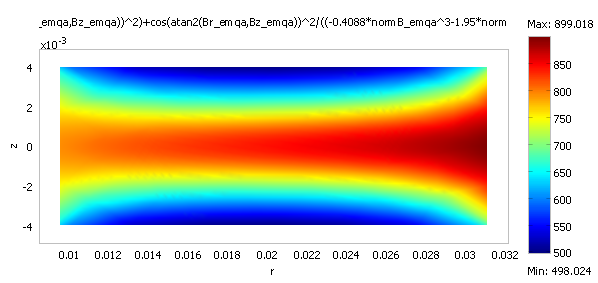 _emqa,Bz_emqa))^2)+cos(atan2(Br_emqa,Bz_emqa))^2/((-0.4088*normB_emqa^3-1.95*norm
Max: 899.018
x10^-3
4
2
0
-2
-4
z
0.01 0.012 0.014 0.016 0.018 0.02 0.022 0.024 0.026 0.028 0.03 0.032
r
850
800
750
700
650
600
550
500
Min: 498.024